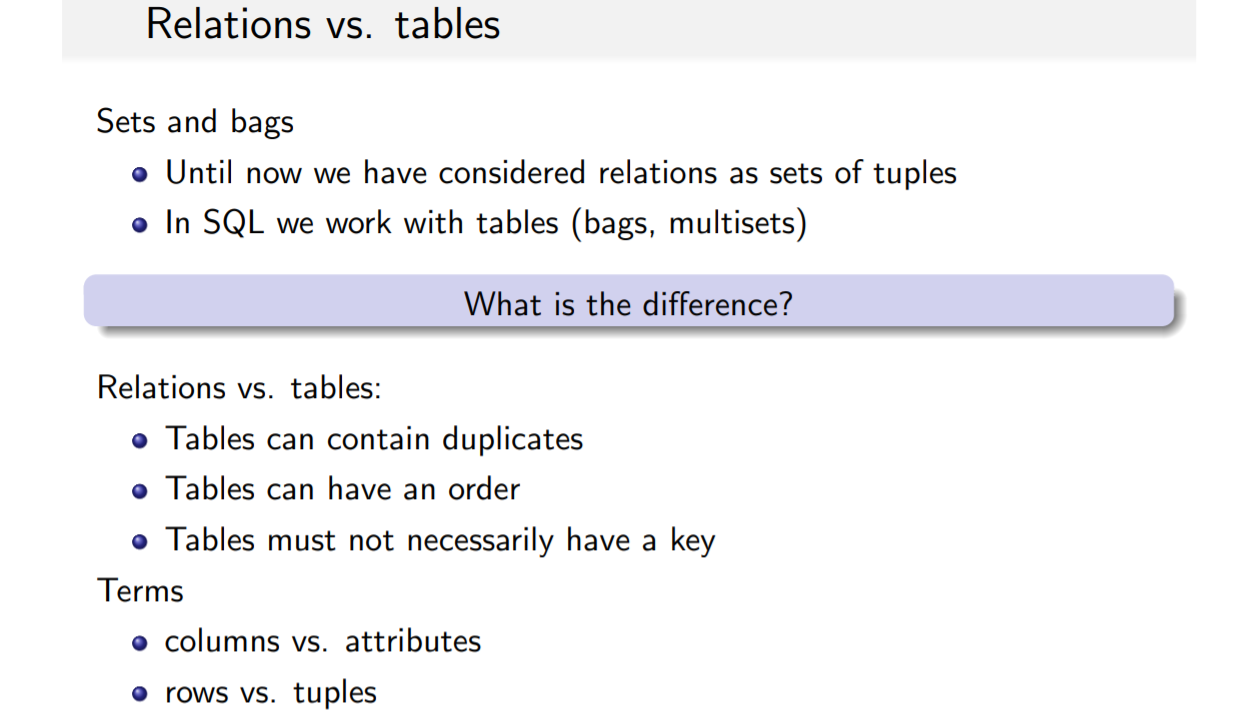 Relations vs. tables
Sets and bags
Until now we have considered relations as sets of tuples
In SQL we work with tables (bags, multisets)
What is the difference?
Relations vs. tables:
Tables can contain duplicates
Tables can have an order
Tables must not necessarily have a key
Terms
columns vs. attributes
rows vs. tuples